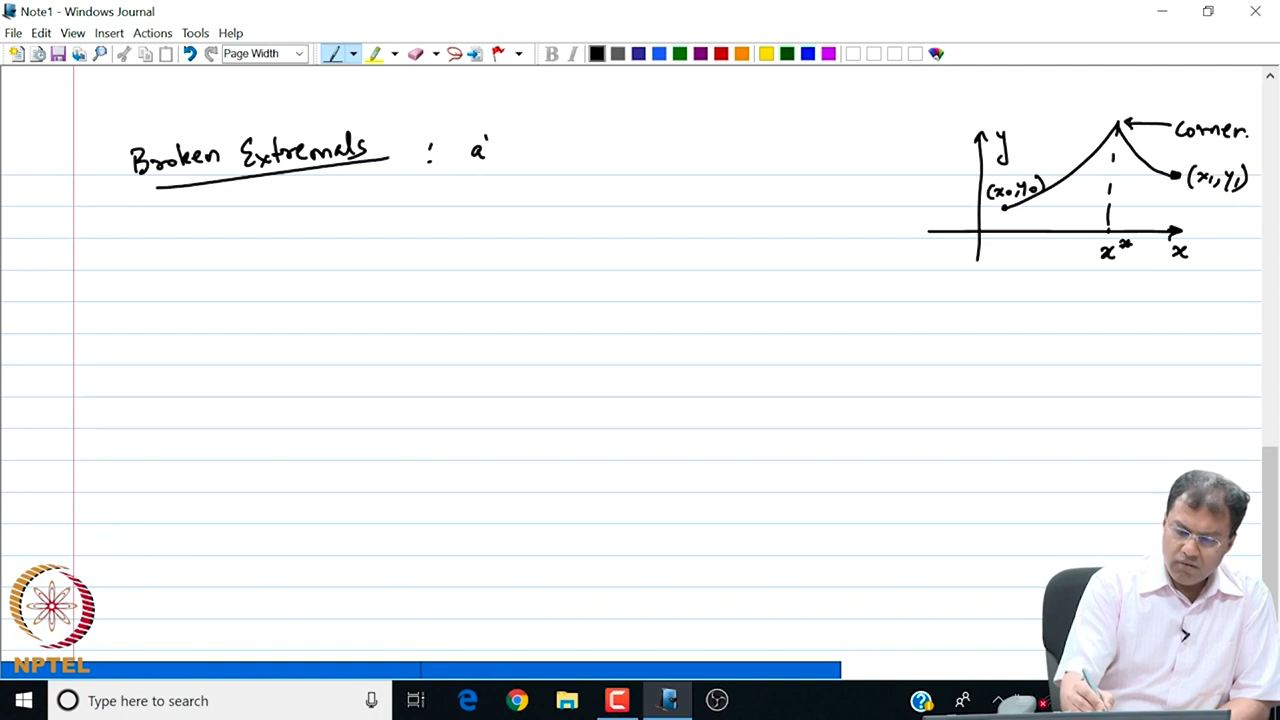 Note1 - Windows Journal
File Edit View Insert Actions Tools Help
Page Width
B I
Broken Extremals : a
y
corner.
(x₀,y₀)
(x₁,y₁)
x* x
NPTEL
Type here to search